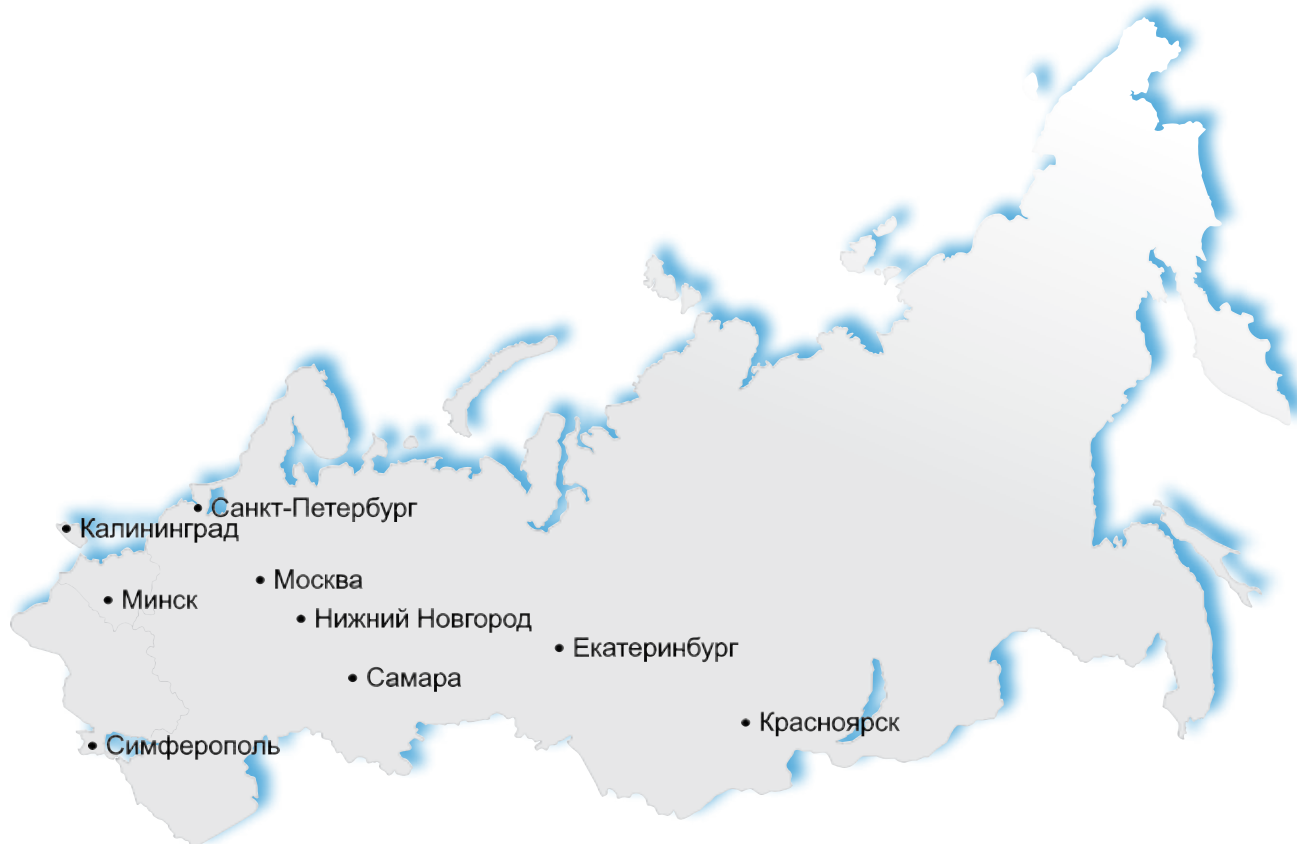 Санкт-Петербург
Калининград
Москва
Минск
Нижний Новгород
Екатеринбург
Самара
Красноярск
Симферополь